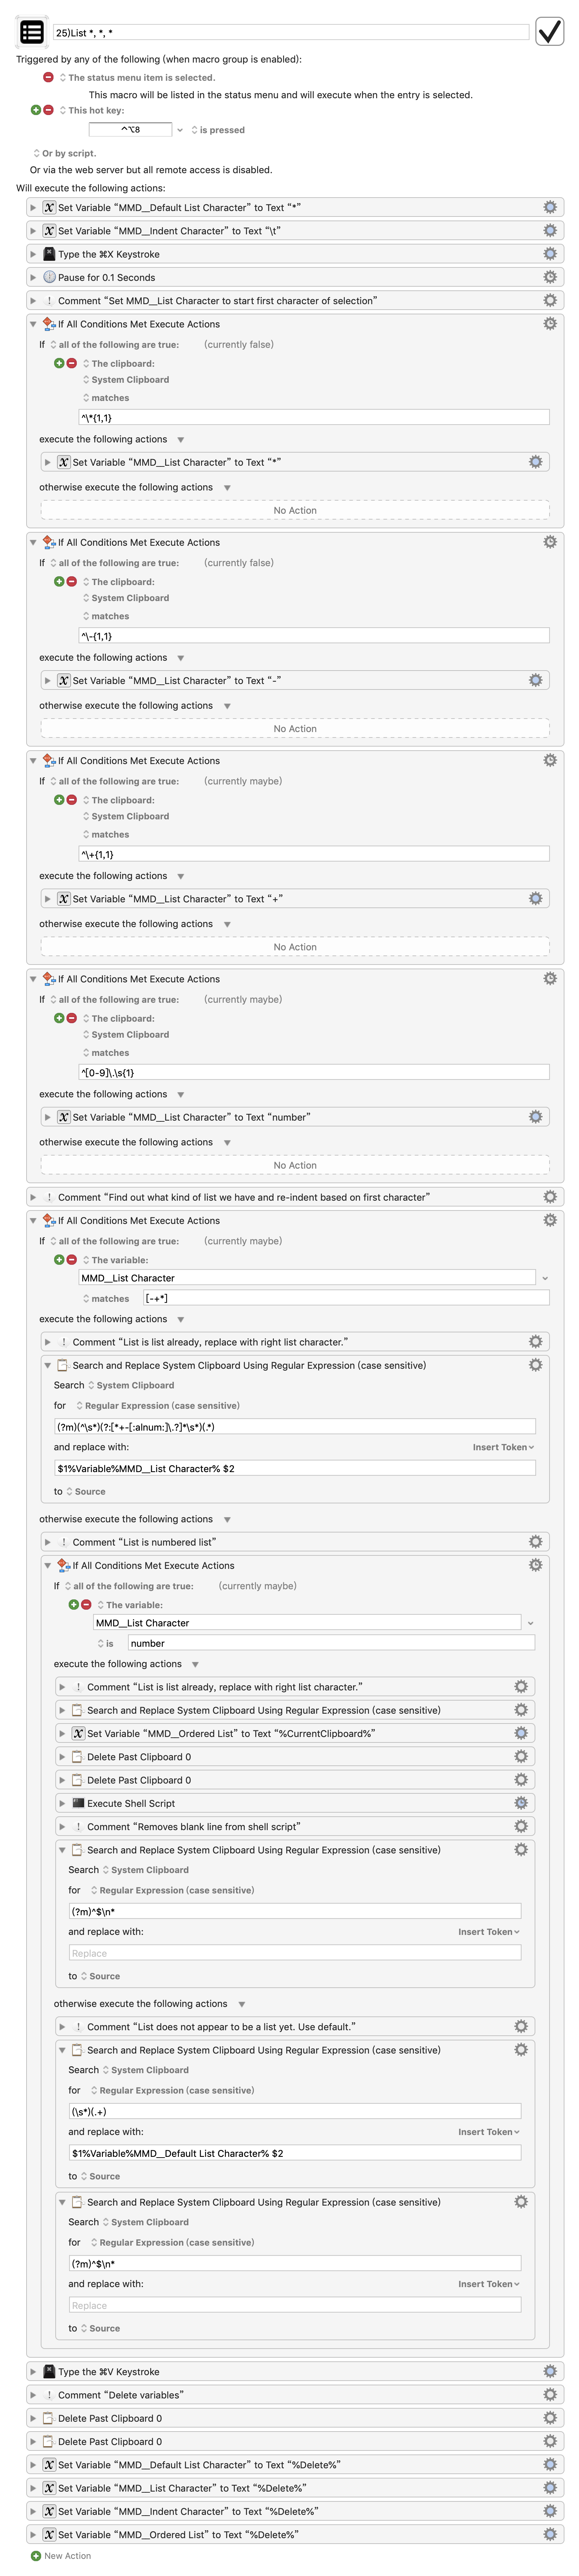 25)List *, *, *
Triggered by any of the following (when macro group is enabled):
The status menu item is selected.
This macro will be listed in the status menu and will execute when the entry is selected.
This hot key:
^⌥8 is pressed
Or by script.
Or via the web server but all remote access is disabled.
Will execute the following actions:
Set Variable “MMD__Default List Character” to Text “*”
Set Variable “MMD__Indent Character” to Text “\t”
Type the ⌘X Keystroke
Pause for 0.1 Seconds
Comment “Set MMD__List Character to start first character of selection”
If All Conditions Met Execute Actions
If all of the following are true: (currently false)
The clipboard:
System Clipboard
matches
^\*{1,1}
execute the following actions
Set Variable “MMD__List Character” to Text “*”
otherwise execute the following actions
No Action
If All Conditions Met Execute Actions
If all of the following are true: (currently false)
The clipboard:
System Clipboard
matches
^\-{1,1}
execute the following actions
Set Variable “MMD__List Character” to Text “-”
otherwise execute the following actions
No Action
If All Conditions Met Execute Actions
If all of the following are true: (currently maybe)
The clipboard:
System Clipboard
matches
^\+{1,1}
execute the following actions
Set Variable “MMD__List Character” to Text “+”
otherwise execute the following actions
No Action
If All Conditions Met Execute Actions
If all of the following are true: (currently maybe)
The clipboard:
System Clipboard
matches
^[0-9]\.\s{1}
execute the following actions
Set Variable “MMD__List Character” to Text “number”
otherwise execute the following actions
No Action
Comment “Find out what kind of list we have and re-indent based on first character”
If All Conditions Met Execute Actions
If all of the following are true: (currently maybe)
The variable:
MMD__List Character
matches [-+*]
execute the following actions
Comment “List is list already, replace with right list character.”
Search and Replace System Clipboard Using Regular Expression (case sensitive)
Search System Clipboard
for Regular Expression (case sensitive)
(?m)(^\s*)(?:[*+-[:alnum:]\.?]*\s*)(.*)
and replace with: Insert Token
$1%Variable%MMD__List Character% $2
to Source
otherwise execute the following actions
Comment “List is numbered list”
If All Conditions Met Execute Actions
If all of the following are true: (currently maybe)
The variable:
MMD__List Character
is number
execute the following actions
Comment “List is list already, replace with right list character.”
Search and Replace System Clipboard Using Regular Expression (case sensitive)
Set Variable “MMD__Ordered List” to Text “%CurrentClipboard%”
Delete Past Clipboard 0
Delete Past Clipboard 0
Execute Shell Script
Comment “Removes blank line from shell script”
Search and Replace System Clipboard Using Regular Expression (case sensitive)
Search System Clipboard
for Regular Expression (case sensitive)
(?m)^$\n*
and replace with: Insert Token
Replace
to Source
otherwise execute the following actions
Comment “List does not appear to be a list yet. Use default.”
Search and Replace System Clipboard Using Regular Expression (case sensitive)
Search System Clipboard
for Regular Expression (case sensitive)
(\s*)(.+)
and replace with: Insert Token
$1%Variable%MMD__Default List Character% $2
to Source
Search and Replace System Clipboard Using Regular Expression (case sensitive)
Search System Clipboard
for Regular Expression (case sensitive)
(?m)^$\n*
and replace with: Insert Token
Replace
to Source
Type the ⌘V Keystroke
Comment “Delete variables”
Delete Past Clipboard 0
Delete Past Clipboard 0
Set Variable “MMD__Default List Character” to Text “%Delete%”
Set Variable “MMD__List Character” to Text “%Delete%”
Set Variable “MMD__Indent Character” to Text “%Delete%”
Set Variable “MMD__Ordered List” to Text “%Delete%”
New Action